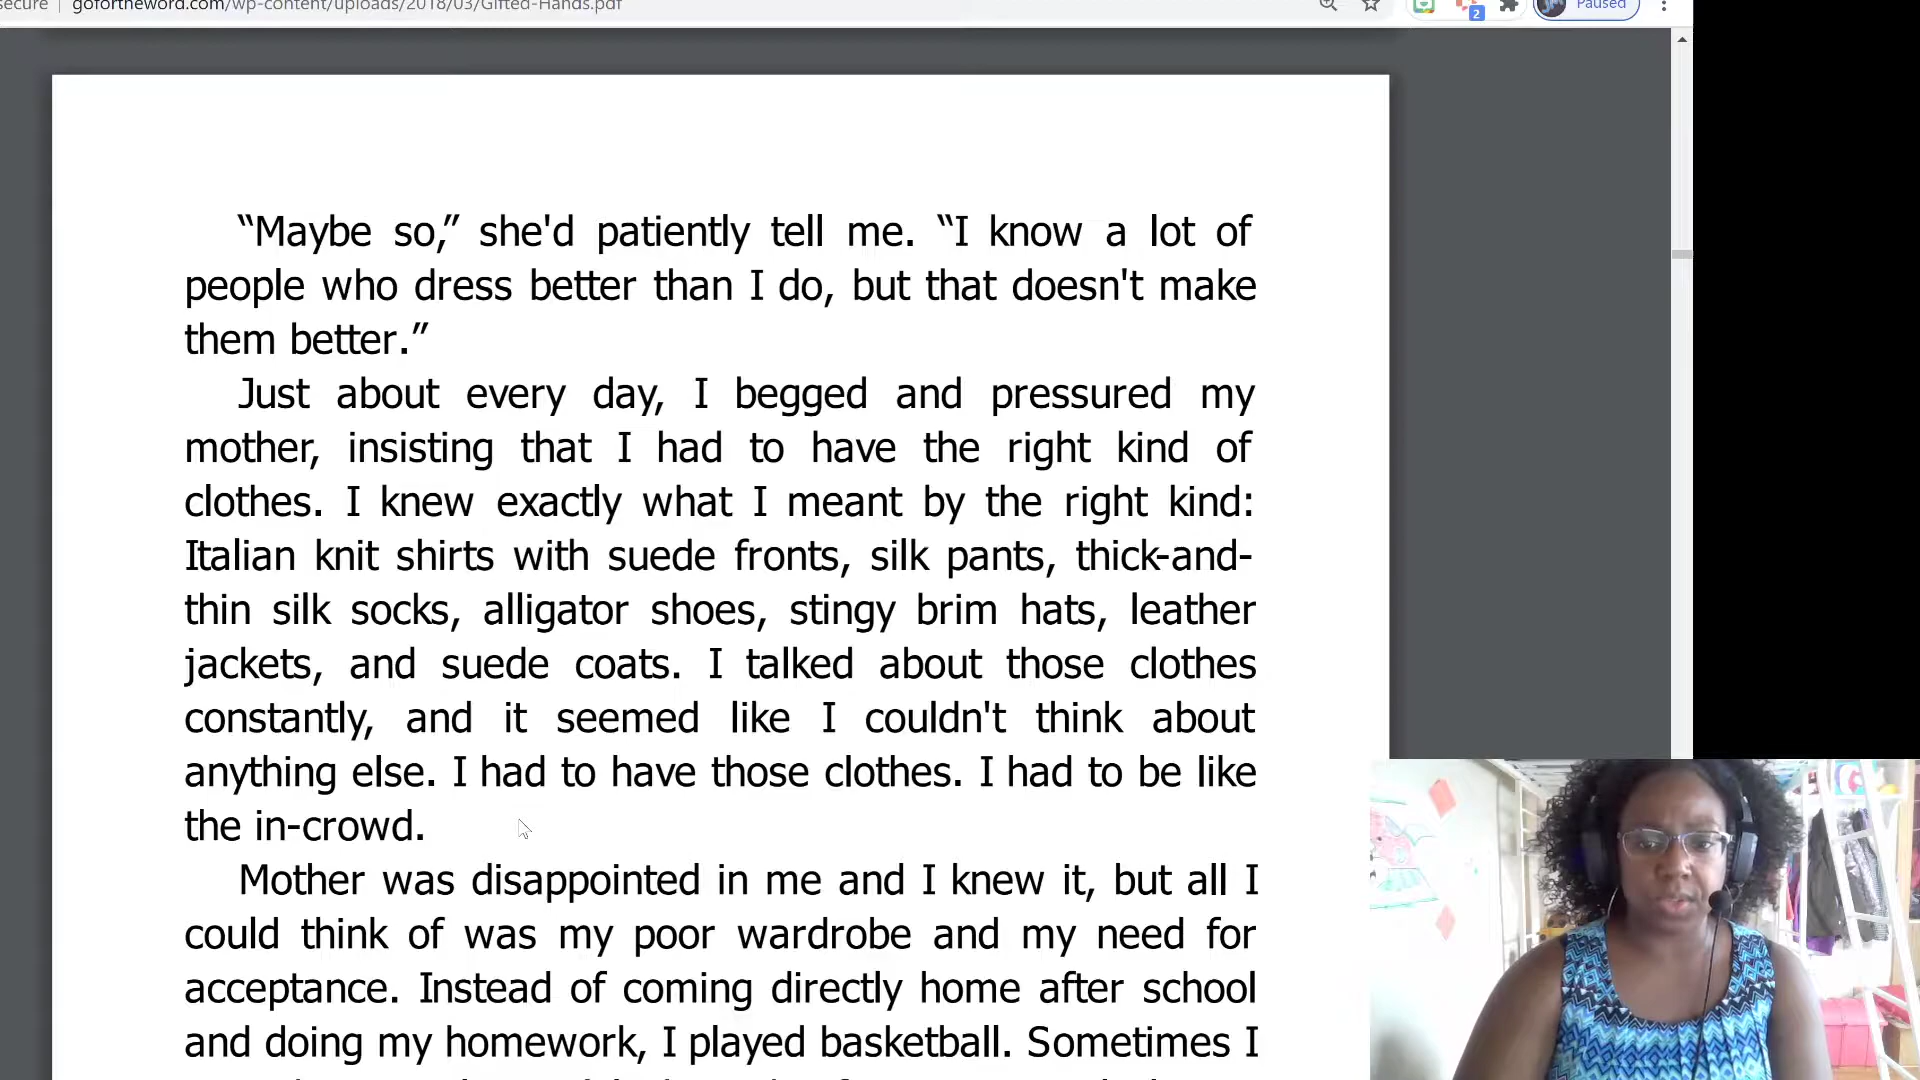 secure | gofortheword.com/wp-content/uploads/2018/03/Gifted-Hands.pdf
2
Paused
“Maybe so,” she'd patiently tell me. “I know a lot of
people who dress better than I do, but that doesn't make
them better.”
Just about every day, I begged and pressured my
mother, insisting that I had to have the right kind of
clothes. I knew exactly what I meant by the right kind:
Italian knit shirts with suede fronts, silk pants, thick-and-
thin silk socks, alligator shoes, stingy brim hats, leather
jackets, and suede coats. I talked about those clothes
constantly, and it seemed like I couldn't think about
anything else. I had to have those clothes. I had to be like
the in-crowd.
Mother was disappointed in me and I knew it, but all I
could think of was my poor wardrobe and my need for
acceptance. Instead of coming directly home after school
and doing my homework, I played basketball. Sometimes I